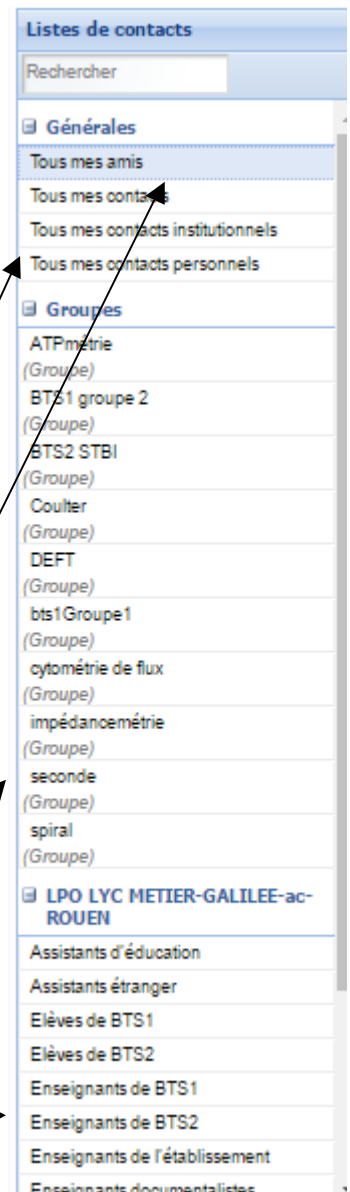 Listes de contacts
Rechercher
Générales
Tous mes amis
Tous mes contacts
Tous mes contacts institutionnels
Tous mes contacts personnels
Groupes
ATPmétrie
(Groupe)
BTS1 groupe 2
(Groupe)
BTS2 STBI
(Groupe)
Coulter
(Groupe)
DEFT
(Groupe)
bts1Groupe1
(Groupe)
cytométrie de flux
(Groupe)
impédancemétrie
(Groupe)
seconde
(Groupe)
spiral
(Groupe)
LPO LYC METIER-GALILEE-ac-
ROUEN
Assistants d'éducation
Assistants étranger
Elèves de BTS1
Elèves de BTS2
Enseignants de BTS1
Enseignants de BTS2
Enseignants de l'établissement
Enseignants documentalistes